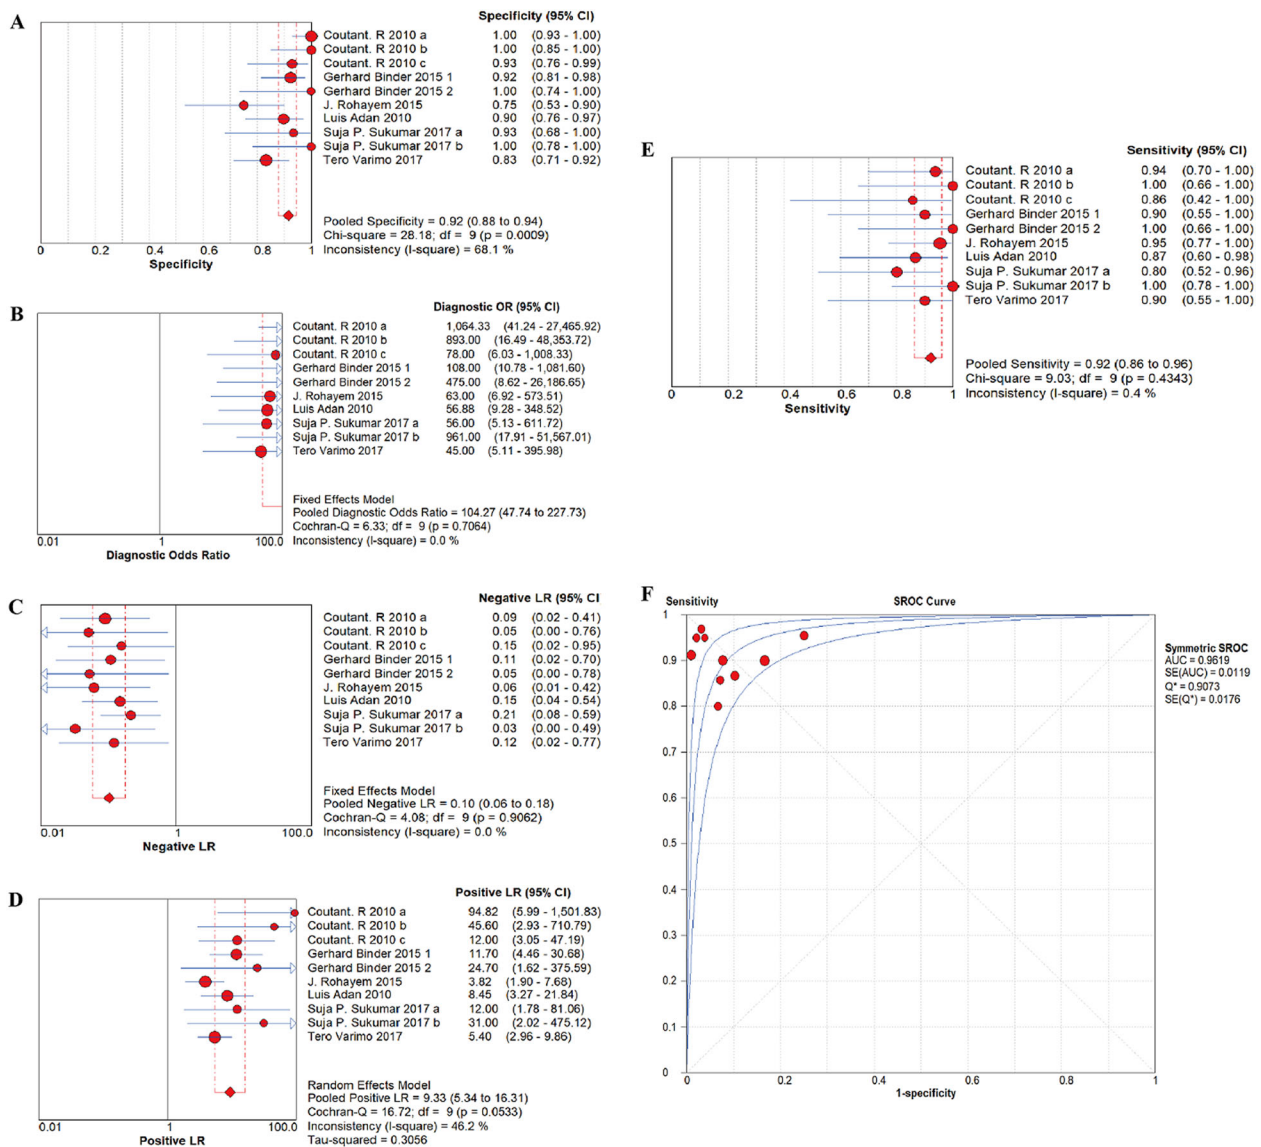 A
Specificity (95% CI)
Coutant. R 2010 a 1.00 (0.93 - 1.00)
Coutant. R 2010 b 1.00 (0.85 - 1.00)
Coutant. R 2010 c 0.93 (0.76 - 0.99)
Gerhard Binder 2015 1 0.92 (0.81 - 0.98)
Gerhard Binder 2015 2 1.00 (0.74 - 1.00)
J. Rohayem 2015 0.75 (0.53 - 0.90)
Luis Adan 2010 0.90 (0.76 - 0.97)
Suja P. Sukumar 2017 a 0.93 (0.68 - 1.00)
Suja P. Sukumar 2017 b 1.00 (0.78 - 1.00)
Tero Varimo 2017 0.83 (0.71 - 0.92)
Pooled Specificity = 0.92 (0.88 to 0.94)
Chi-square = 28.18; df = 9 (p = 0.0009)
Inconsistency (I-square) = 68.1 %
0 0.2 0.4 0.6 0.8 1
Specificity
B
Diagnostic OR (95% CI)
Coutant. R 2010 a 1,064.33 (41.24 - 27,465.92)
Coutant. R 2010 b 893.00 (16.49 - 48,353.72)
Coutant. R 2010 c 78.00 (6.03 - 1,008.33)
Gerhard Binder 2015 1 108.00 (10.78 - 1,081.60)
Gerhard Binder 2015 2 475.00 (8.62 - 26,186.65)
J. Rohayem 2015 63.00 (6.92 - 573.51)
Luis Adan 2010 56.88 (9.28 - 348.52)
Suja P. Sukumar 2017 a 56.00 (5.13 - 611.72)
Suja P. Sukumar 2017 b 961.00 (17.91 - 51,567.01)
Tero Varimo 2017 45.00 (5.11 - 395.98)
Fixed Effects Model
Pooled Diagnostic Odds Ratio = 104.27 (47.74 to 227.73)
Cochran-Q = 6.33; df = 9 (p = 0.7064)
Inconsistency (I-square) = 0.0 %
0.01 1 100.0
Diagnostic Odds Ratio
C
Negative LR (95% CI
Coutant. R 2010 a 0.09 (0.02 - 0.41)
Coutant. R 2010 b 0.05 (0.00 - 0.76)
Coutant. R 2010 c 0.15 (0.02 - 0.95)
Gerhard Binder 2015 1 0.11 (0.02 - 0.70)
Gerhard Binder 2015 2 0.05 (0.00 - 0.78)
J. Rohayem 2015 0.06 (0.01 - 0.42)
Luis Adan 2010 0.15 (0.04 - 0.54)
Suja P. Sukumar 2017 a 0.21 (0.08 - 0.59)
Suja P. Sukumar 2017 b 0.03 (0.00 - 0.49)
Tero Varimo 2017 0.12 (0.02 - 0.77)
Fixed Effects Model
Pooled Negative LR = 0.10 (0.06 to 0.18)
Cochran-Q = 4.08; df = 9 (p = 0.9062)
Inconsistency (I-square) = 0.0 %
0.01 1 100.0
Negative LR
D
Positive LR (95% CI)
Coutant. R 2010 a 94.82 (5.99 - 1,501.83)
Coutant. R 2010 b 45.60 (2.93 - 710.79)
Coutant. R 2010 c 12.00 (3.05 - 47.19)
Gerhard Binder 2015 1 11.70 (4.46 - 30.68)
Gerhard Binder 2015 2 24.70 (1.62 - 375.59)
J. Rohayem 2015 3.82 (1.90 - 7.68)
Luis Adan 2010 8.45 (3.27 - 21.84)
Suja P. Sukumar 2017 a 12.00 (1.78 - 81.06)
Suja P. Sukumar 2017 b 31.00 (2.02 - 475.12)
Tero Varimo 2017 5.40 (2.96 - 9.86)
Random Effects Model
Pooled Positive LR = 9.33 (5.34 to 16.31)
Cochran-Q = 16.72; df = 9 (p = 0.0533)
Inconsistency (I-square) = 46.2 %
Tau-squared = 0.3056
0.01 1 100.0
Positive LR
E
Sensitivity (95% CI)
Coutant. R 2010 a 0.94 (0.70 - 1.00)
Coutant. R 2010 b 1.00 (0.66 - 1.00)
Coutant. R 2010 c 0.86 (0.42 - 1.00)
Gerhard Binder 2015 1 0.90 (0.55 - 1.00)
Gerhard Binder 2015 2 1.00 (0.66 - 1.00)
J. Rohayem 2015 0.95 (0.77 - 1.00)
Luis Adan 2010 0.87 (0.60 - 0.98)
Suja P. Sukumar 2017 a 0.80 (0.52 - 0.96)
Suja P. Sukumar 2017 b 1.00 (0.78 - 1.00)
Tero Varimo 2017 0.90 (0.55 - 1.00)
Pooled Sensitivity = 0.92 (0.86 to 0.96)
Chi-square = 9.03; df = 9 (p = 0.4343)
Inconsistency (I-square) = 0.4 %
0 0.2 0.4 0.6 0.8 1
Sensitivity
F
Sensitivity SROC Curve
1
0.9
0.8
0.7
0.6
0.5
0.4
0.3
0.2
0.1
0
Symmetric SROC
AUC = 0.9619
SE(AUC) = 0.0119
Q* = 0.9073
SE(Q*) = 0.0176
0 0.2 0.4 0.6 0.8 1
1-specificity